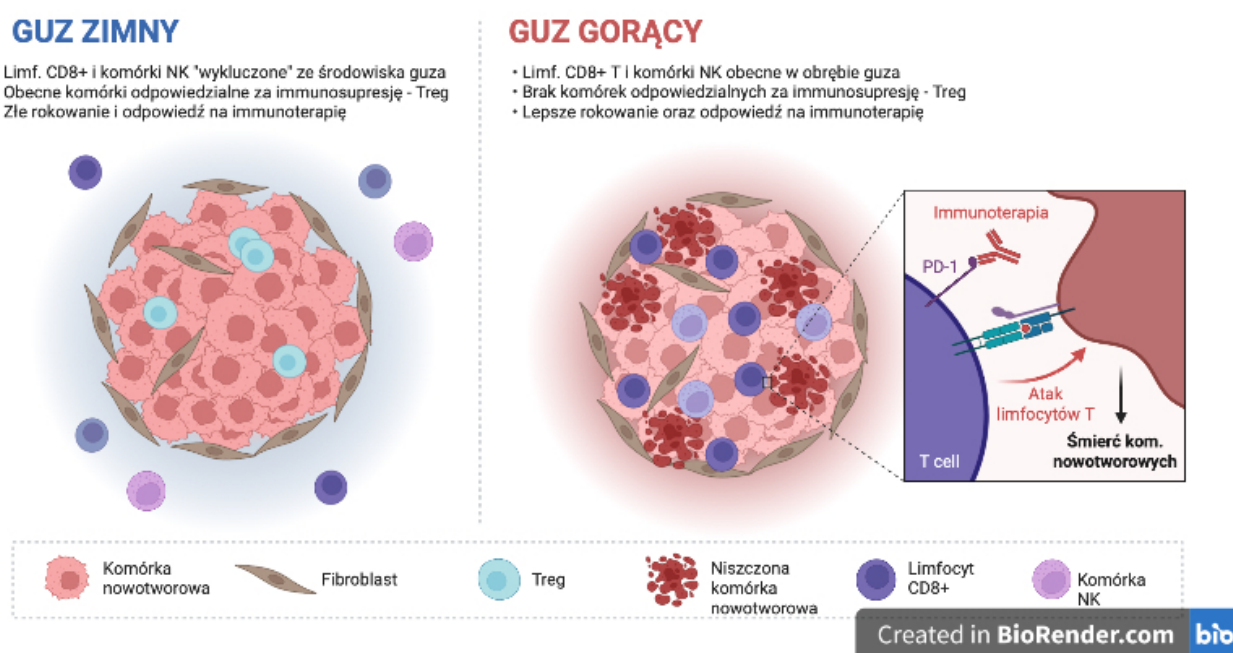 GUZ ZIMNY
Limf. CD8+ i komórki NK "wykluczone" ze środowiska guza
Obecne komórki odpowiedzialne za immunosupresję - Treg
Złe rokowanie i odpowiedź na immunoterapię
GUZ GORĄCY
• Limf. CD8+ T i komórki NK obecne w obrębie guza
• Brak komórek odpowiedzialnych za immunosupresję - Treg
• Lepsze rokowanie oraz odpowiedź na immunoterapię
Immunoterapia
PD-1
Atak
limfocytów T
Śmierć kom.
nowotworowych
T cell
Komórka
nowotworowa
Fibroblast
Treg
Niszczona
komórka
nowotworowa
Limfocyt
CD8+
Komórka
NK
Created in BioRender.com bio